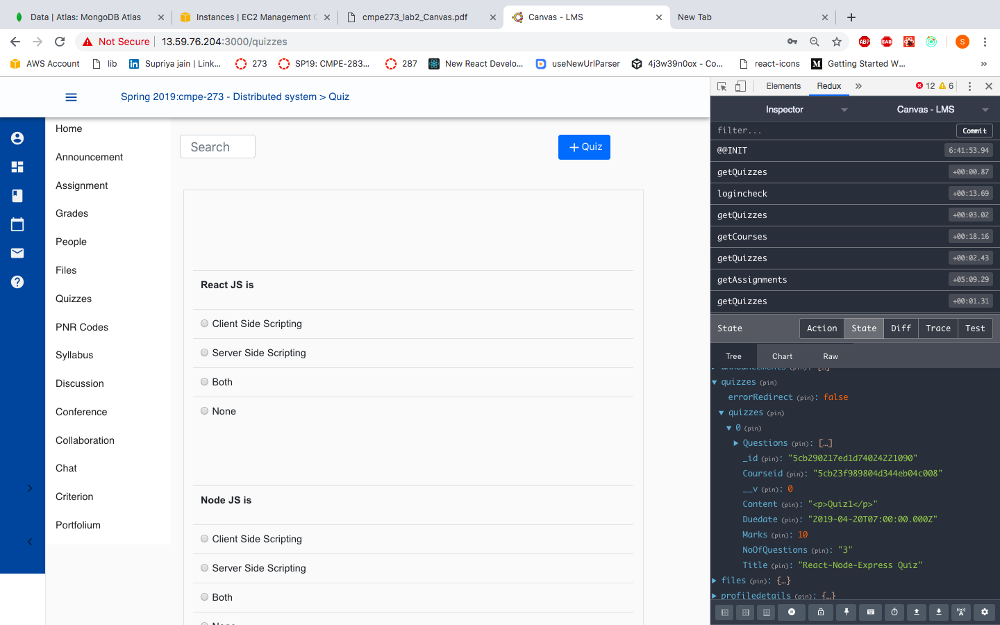 Data | Atlas: MongoDB Atlas
Instances | EC2 Management C
cmpe273_lab2_Canvas.pdf
Canvas - LMS
New Tab
Not Secure
13.59.76.204:3000/quizzes
ABP
EAB
S
AWS Account
lib
Supriya jain | Link...
273
SP19: CMPE-283...
287
New React Develo...
useNewUrlParser
4j3w39n0ox - Co...
react-icons
Getting Started W...
»
Spring 2019:cmpe-273 - Distributed system > Quiz
Home
Announcement
Assignment
Grades
People
Files
Quizzes
PNR Codes
Syllabus
Discussion
Conference
Collaboration
Chat
Criterion
Portfolium
Search
+ Quiz
React JS is
Client Side Scripting
Server Side Scripting
Both
None
Node JS is
Client Side Scripting
Server Side Scripting
Both
None
Elements
Redux
»
12
6
Inspector
Canvas - LMS
filter...
Commit
@@INIT 6:41:53.94
getQuizzes +00:00.87
logincheck +00:13.69
getQuizzes +00:03.02
getCourses +00:18.16
getQuizzes +00:02.43
getAssignments +05:09.29
getQuizzes +00:01.31
State
Action State Diff Trace Test
Tree Chart Raw
announcements (pin): {…}
quizzes (pin)
errorRedirect (pin): false
quizzes (pin)
0 (pin)
Questions (pin): […]
_id (pin): "5cb290217ed1d74024221090"
Courseid (pin): "5cb23f989804d344eb04c008"
__v (pin): 0
Content (pin): "<p>Quiz1</p>"
Duedate (pin): "2019-04-20T07:00:00.000Z"
Marks (pin): 10
NoOfQuestions (pin): "3"
Title (pin): "React-Node-Express Quiz"
files (pin): {…}
profiledetails (pin): {…}